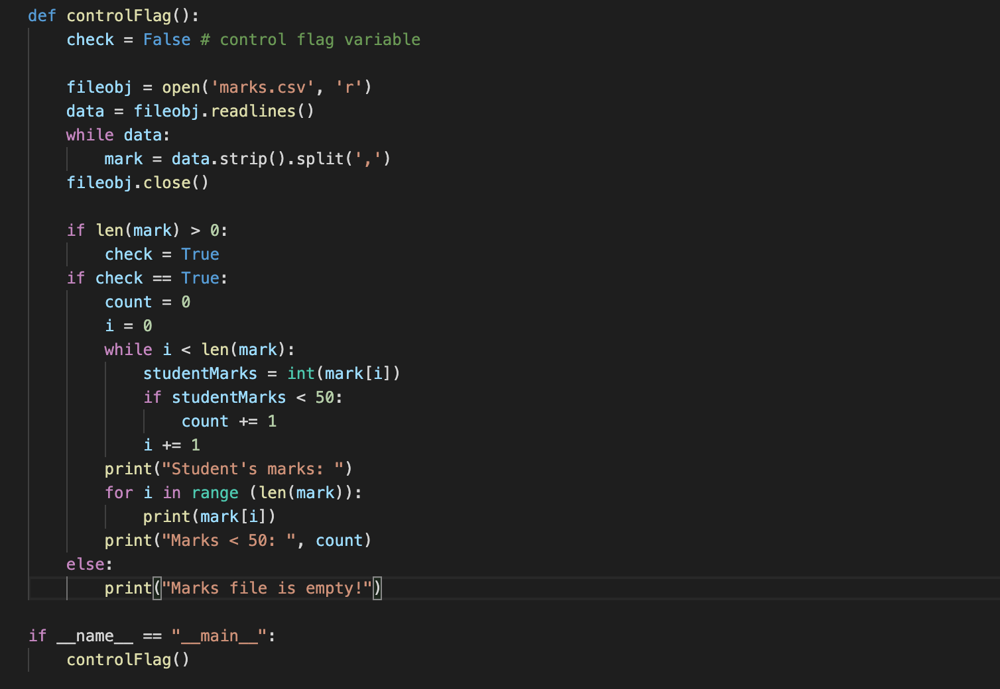 def controlFlag():
    check = False # control flag variable

    fileobj = open('marks.csv', 'r')
    data = fileobj.readlines()
    while data:
        mark = data.strip().split(',')
    fileobj.close()

    if len(mark) > 0:
        check = True
    if check == True:
        count = 0
        i = 0
        while i < len(mark):
            studentMarks = int(mark[i])
            if studentMarks < 50:
                count += 1
            i += 1
        print("Student's marks: ")
        for i in range (len(mark)):
            print(mark[i])
        print("Marks < 50: ", count)
    else:
        print("Marks file is empty!")

if __name__ == "__main__":
    controlFlag()